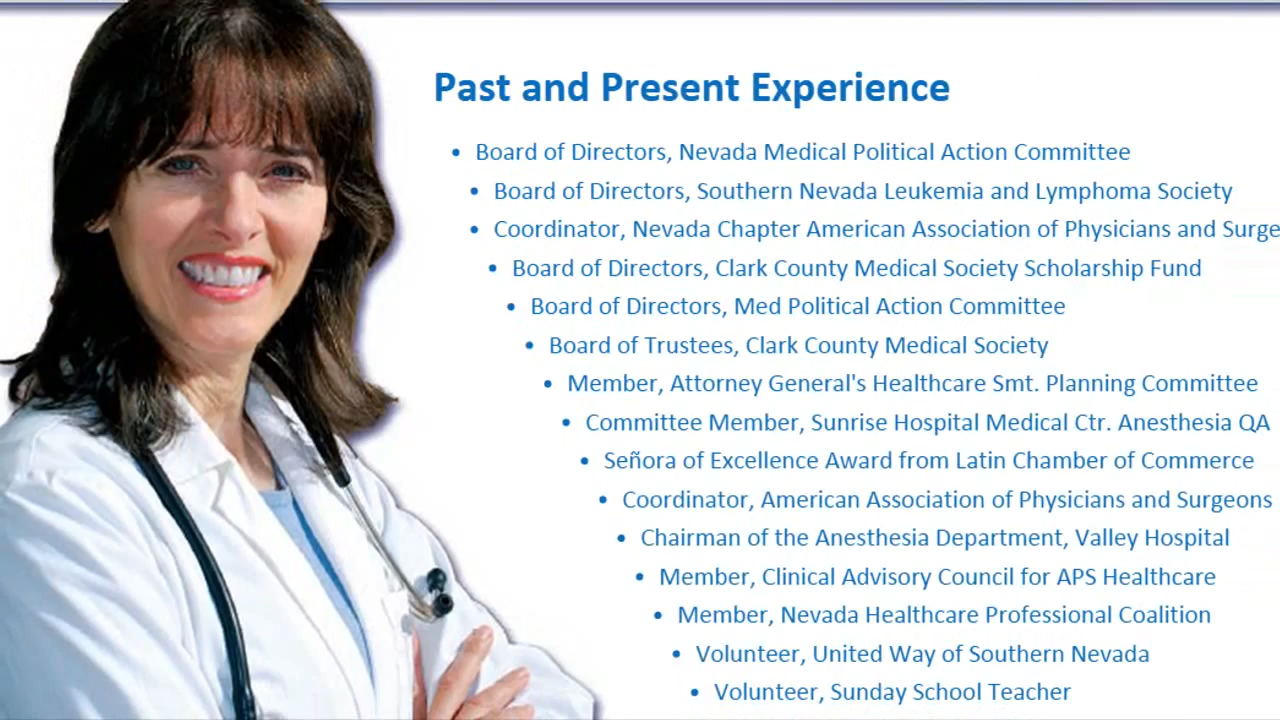 Past and Present Experience
• Board of Directors, Nevada Medical Political Action Committee
• Board of Directors, Southern Nevada Leukemia and Lymphoma Society
• Coordinator, Nevada Chapter American Association of Physicians and Surge
• Board of Directors, Clark County Medical Society Scholarship Fund
• Board of Directors, Med Political Action Committee
• Board of Trustees, Clark County Medical Society
• Member, Attorney General's Healthcare Smt. Planning Committee
• Committee Member, Sunrise Hospital Medical Ctr. Anesthesia QA
• Señora of Excellence Award from Latin Chamber of Commerce
• Coordinator, American Association of Physicians and Surgeons
• Chairman of the Anesthesia Department, Valley Hospital
• Member, Clinical Advisory Council for APS Healthcare
• Member, Nevada Healthcare Professional Coalition
• Volunteer, United Way of Southern Nevada
• Volunteer, Sunday School Teacher